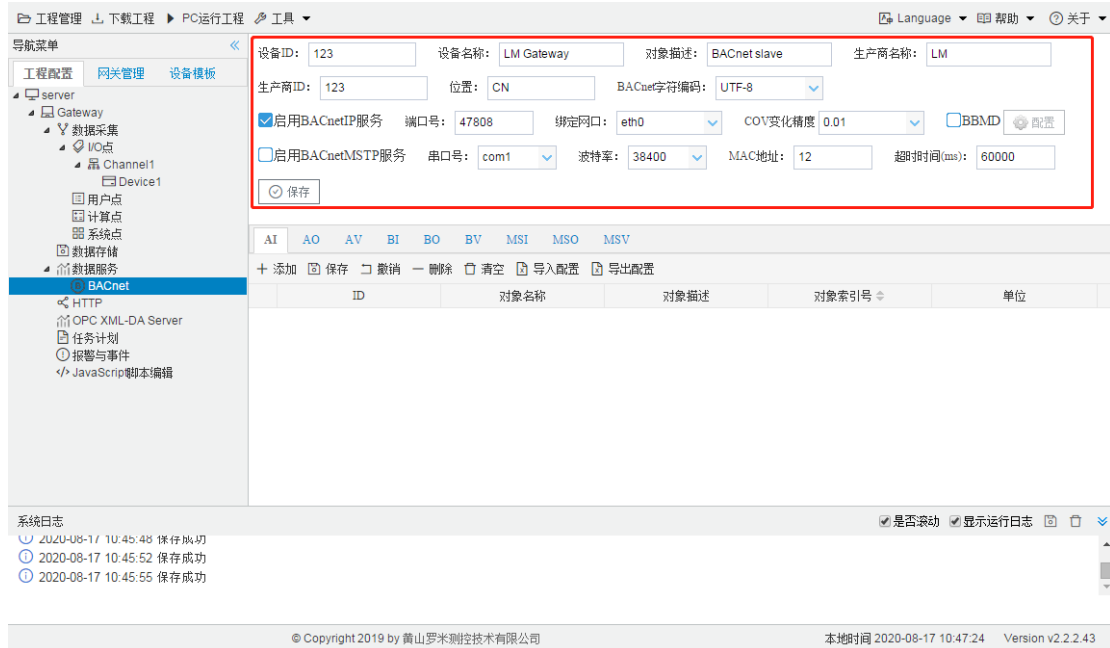 工程管理 下载工程 PC运行工程 工具 Language 帮助 关于
导航菜单
工程配置 网关管理 设备模板
server
Gateway
数据采集
I/O点
Channel1
Device1
用户点
计算点
系统点
数据存储
数据服务
BACnet
HTTP
OPC XML-DA Server
任务计划
报警与事件
JavaScript脚本编辑
设备ID: 123 设备名称: LM Gateway 对象描述: BACnet slave 生产商名称: LM
生产商ID: 123 位置: CN BACnet字符编码: UTF-8
启用BACnetIP服务 端口号: 47808 绑定网口: eth0 COV变化精度 0.01 BBMD 配置
启用BACnetMSTP服务 串口号: com1 波特率: 38400 MAC地址: 12 超时时间(ms): 60000
保存
AI AO AV BI BO BV MSI MSO MSV
添加 保存 撤销 删除 清空 导入配置 导出配置
ID 对象名称 对象描述 对象索引号 单位
系统日志 是否滚动 显示运行日志
2020-08-17 10:45:48 保存成功
2020-08-17 10:45:52 保存成功
2020-08-17 10:45:55 保存成功
© Copyright 2019 by 黄山罗米测控技术有限公司 本地时间 2020-08-17 10:47:24 Version v2.2.2.43